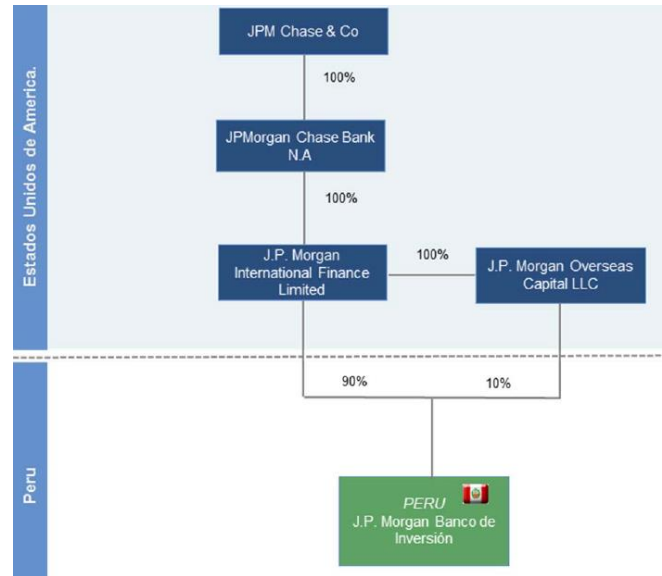 JPM Chase & Co
100%
JPMorgan Chase Bank
N.A
100%
J.P. Morgan
International Finance
Limited
100%
J.P. Morgan Overseas
Capital LLC
Estados Unidos de America.
90%
10%
Peru
PERU
J.P. Morgan Banco de
Inversión